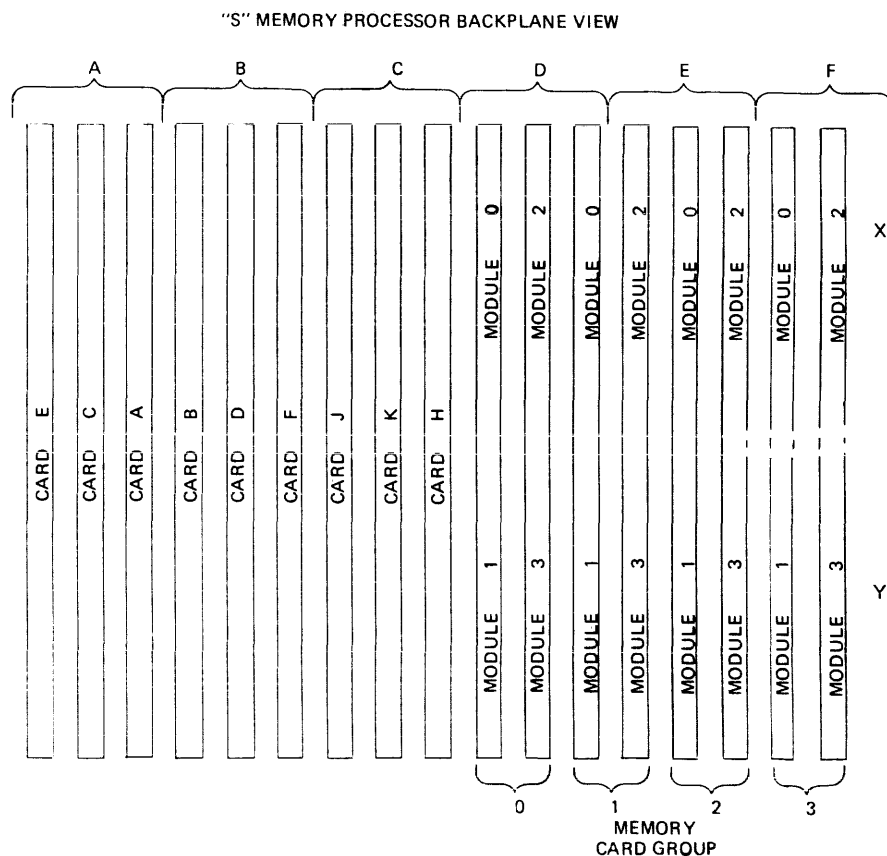 "S" MEMORY PROCESSOR BACKPLANE VIEW
A B C D E F
MODULE 0
MODULE 2
MODULE 0
MODULE 2
MODULE 0
MODULE 2
MODULE 0
MODULE 2
X
CARD E
CARD C
CARD A
CARD B
CARD D
CARD F
CARD J
CARD K
CARD H
MODULE 1
MODULE 3
MODULE 1
MODULE 3
MODULE 1
MODULE 3
MODULE 1
MODULE 3
Y
0 1 2 3
MEMORY
CARD GROUP